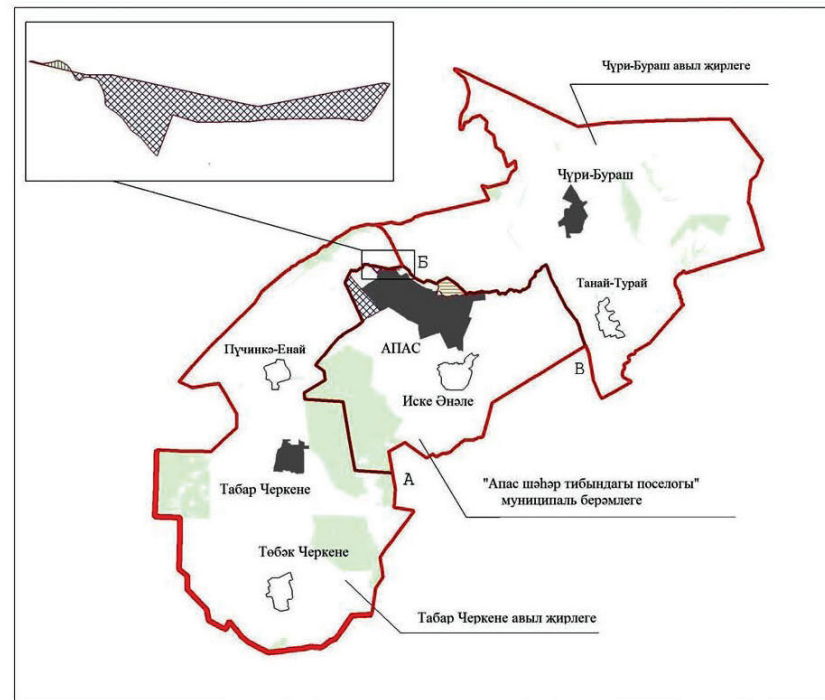 Чүри-Бураш авыл җирлеге
Чүри-Бураш
Б
Танай-Турай
АПАС
Пүчинкә-Енай
В
Иске Әнәле
Табар Черкене
А
"Апас шәһәр тибындагы поселогы"
муниципаль берәмлеге
Төбәк Черкене
Табар Черкене авыл җирлеге